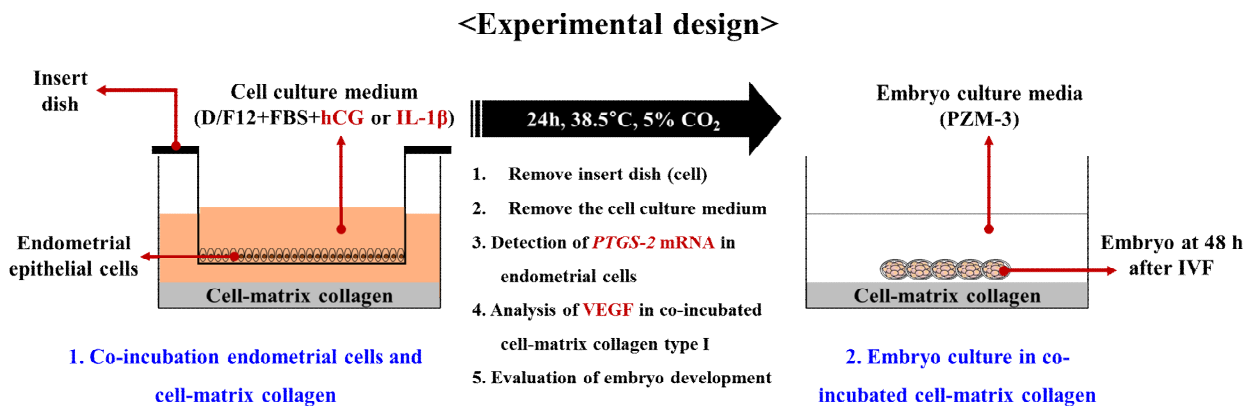 <Experimental design>
Insert
dish
Cell culture medium
(D/F12+FBS+hCG or IL-1β)
Endometrial
epithelial cells
Cell-matrix collagen
1. Co-incubation endometrial cells and
cell-matrix collagen
24h, 38.5°C, 5% CO₂
1. Remove insert dish (cell)
2. Remove the cell culture medium
3. Detection of PTGS-2 mRNA in
endometrial cells
4. Analysis of VEGF in co-incubated
cell-matrix collagen type I
5. Evaluation of embryo development
Embryo culture media
(PZM-3)
Embryo at 48 h
after IVF
Cell-matrix collagen
2. Embryo culture in co-
incubated cell-matrix collagen